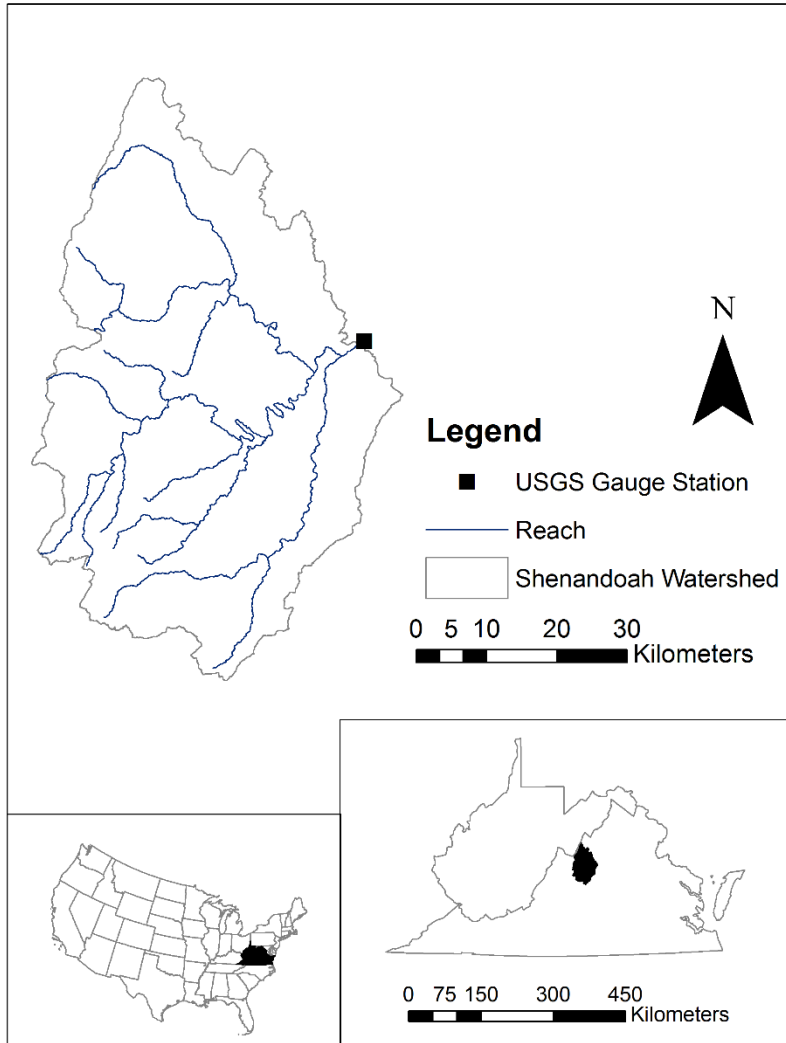 N
Legend
USGS Gauge Station
Reach
Shenandoah Watershed
0 5 10 20 30
Kilometers
0 75 150 300 450
Kilometers